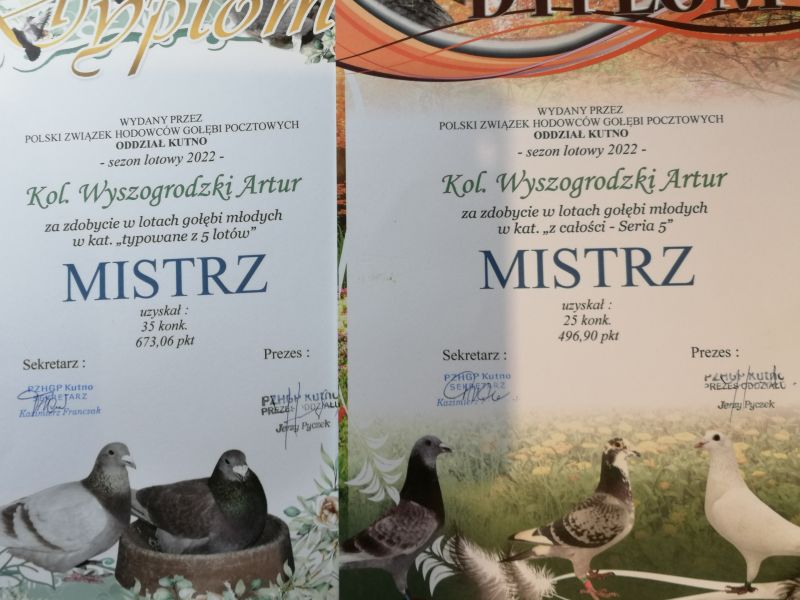 Dyplom
WYDANY PRZEZ
POLSKI ZWIĄZEK HODOWCÓW GOŁĘBI POCZTOWYCH
ODDZIAŁ KUTNO
- sezon lotowy 2022 -
Kol. Wyszogrodzki Artur
za zdobycie w lotach gołębi młodych
w kat. „typowane z 5 lotów”
MISTRZ
uzyskał :
35 konk.
673,06 pkt
Sekretarz :
Prezes :
PZHGP Kutno
SEKRETARZ
Kazimierz Franczak
PZHGP Kutno
PREZES ODDZIAŁU
Jerzy Pyczek
DYPLOM
WYDANY PRZEZ
POLSKI ZWIĄZEK HODOWCÓW GOŁĘBI POCZTOWYCH
ODDZIAŁ KUTNO
- sezon lotowy 2022 -
Kol. Wyszogrodzki Artur
za zdobycie w lotach gołębi młodych
w kat. „z całości - Seria 5”
MISTRZ
uzyskał :
25 konk.
496,90 pkt
Sekretarz :
Prezes :
PZHGP Kutno
SEKRETARZ
Kazimierz
PZHGP Kutno
PREZES ODDZIAŁU
Jerzy Pyczek